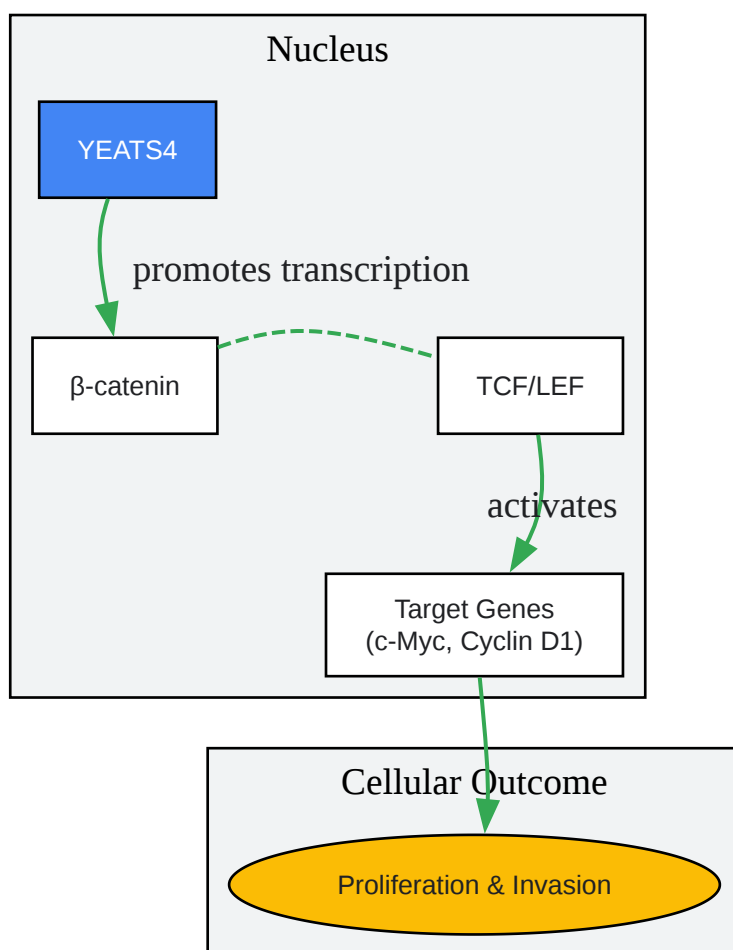 Nucleus
YEATS4
promotes transcription
β-catenin
TCF/LEF
activates
Target Genes
(c-Myc, Cyclin D1)
Cellular Outcome
Proliferation & Invasion